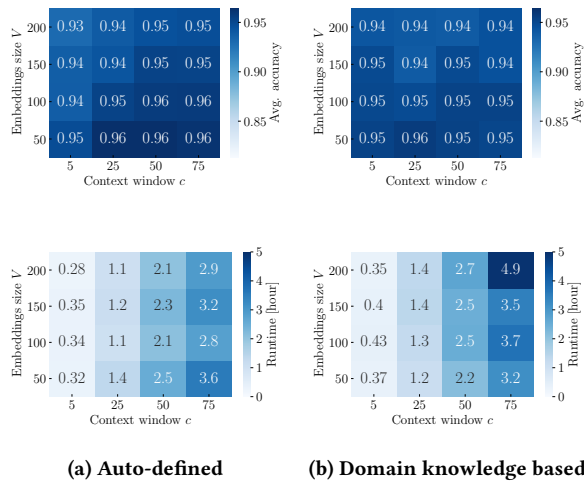 Embeddings size V
200
150
100
50
0.93 0.94 0.94 0.94
0.94 0.94 0.95 0.95
0.94 0.95 0.96 0.96
0.95 0.96 0.96 0.96
5 25 50 75
Context window c
0.95
0.90
0.85
Avg. accuracy
Embeddings size V
200
150
100
50
0.94 0.94 0.94 0.94
0.95 0.94 0.95 0.94
0.95 0.95 0.95 0.95
0.95 0.96 0.95 0.95
5 25 50 75
Context window c
0.95
0.90
0.85
Avg. accuracy
Embeddings size V
200
150
100
50
0.28 1.1 2.1 2.9
0.35 1.2 2.3 3.2
0.34 1.1 2.1 2.8
0.32 1.4 2.5 3.6
5 25 50 75
Context window c
5
4
3
2
1
0
Runtime [hour]
Embeddings size V
200
150
100
50
0.35 1.4 2.7 4.9
0.4 1.4 2.5 3.5
0.43 1.3 2.5 3.7
0.37 1.2 2.2 3.2
5 25 50 75
Context window c
5
4
3
2
1
0
Runtime [hour]
(a) Auto-defined
(b) Domain knowledge based